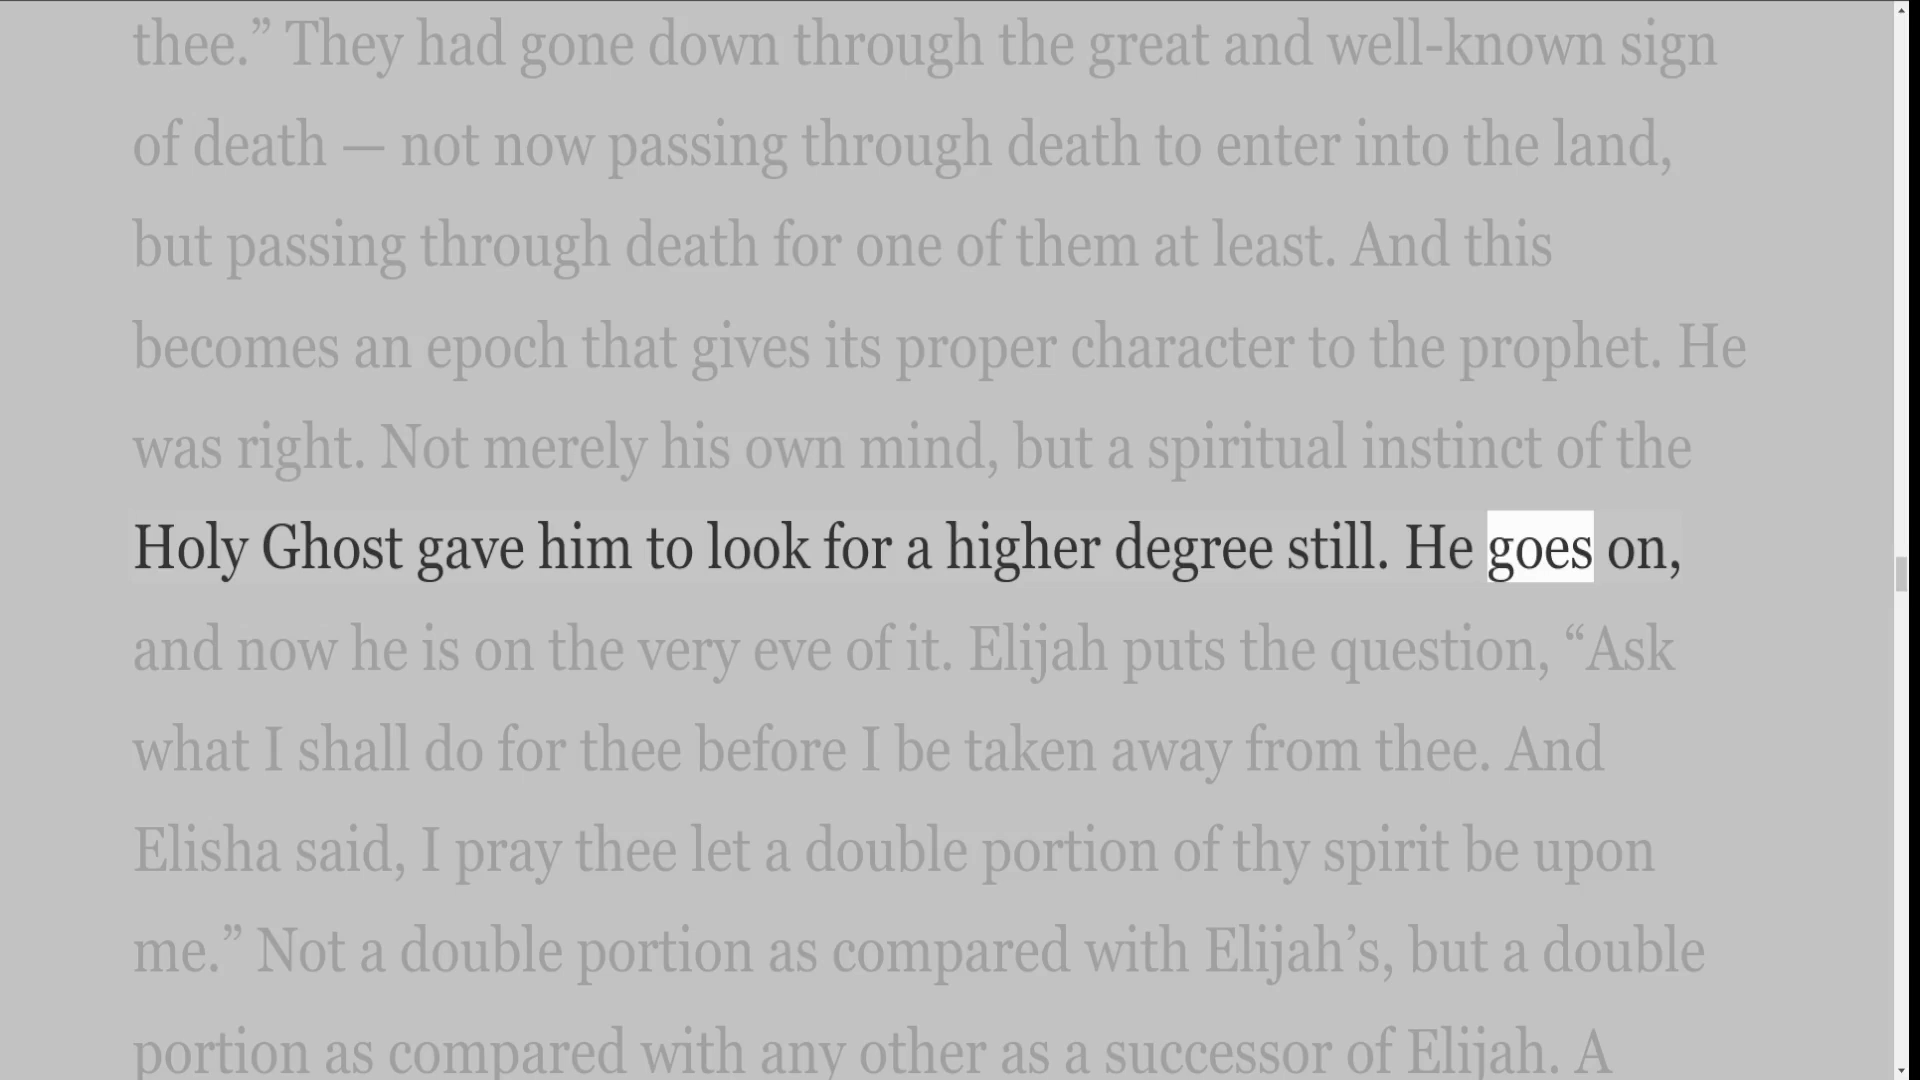 thee.” They had gone down through the great and well-known sign
of death — not now passing through death to enter into the land,
but passing through death for one of them at least. And this
becomes an epoch that gives its proper character to the prophet. He
was right. Not merely his own mind, but a spiritual instinct of the
Holy Ghost gave him to look for a higher degree still. He goes on,
and now he is on the very eve of it. Elijah puts the question, “Ask
what I shall do for thee before I be taken away from thee. And
Elisha said, I pray thee let a double portion of thy spirit be upon
me.” Not a double portion as compared with Elijah’s, but a double
portion as compared with any other as a successor of Elijah. A